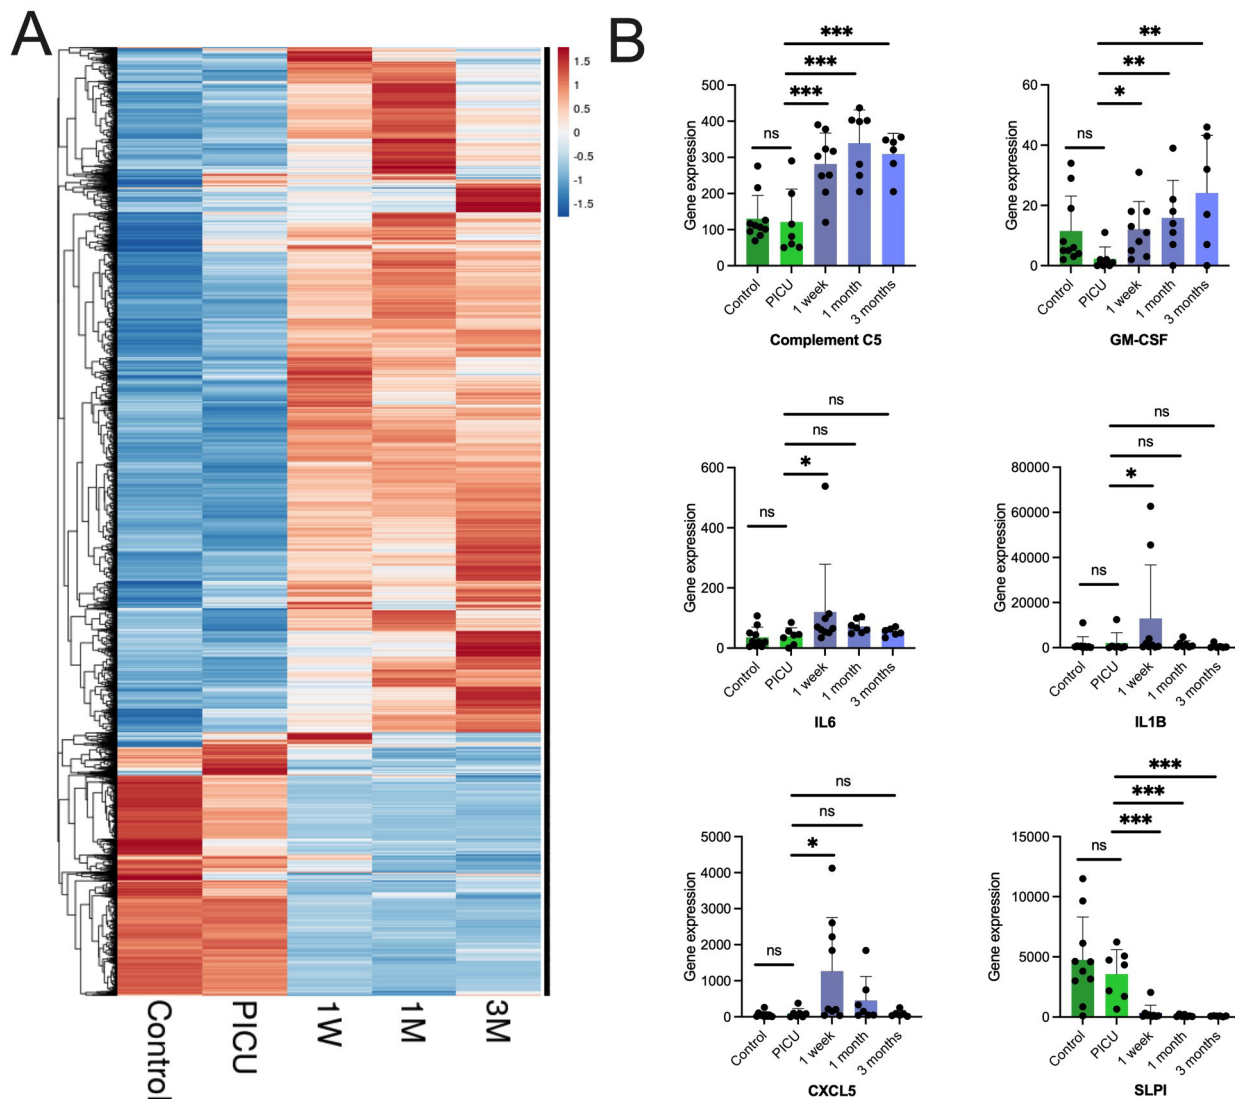 A
1.5
1
0.5
0
-0.5
-1
-1.5
Control
PICU
1W
1M
3M
B
***
***
***
ns
Gene expression
500
400
300
200
100
0
Control
PICU
1 week
1 month
3 months
Complement C5
**
**
*
ns
Gene expression
60
40
20
0
Control
PICU
1 week
1 month
3 months
GM-CSF
ns
ns
*
ns
Gene expression
600
400
200
0
Control
PICU
1 week
1 month
3 months
IL6
ns
ns
*
ns
Gene expression
80000
60000
40000
20000
0
Control
PICU
1 week
1 month
3 months
IL1B
ns
ns
*
ns
Gene expression
5000
4000
3000
2000
1000
0
Control
PICU
1 week
1 month
3 months
CXCL5
***
***
***
ns
Gene expression
15000
10000
5000
0
Control
PICU
1 week
1 month
3 months
SLPI